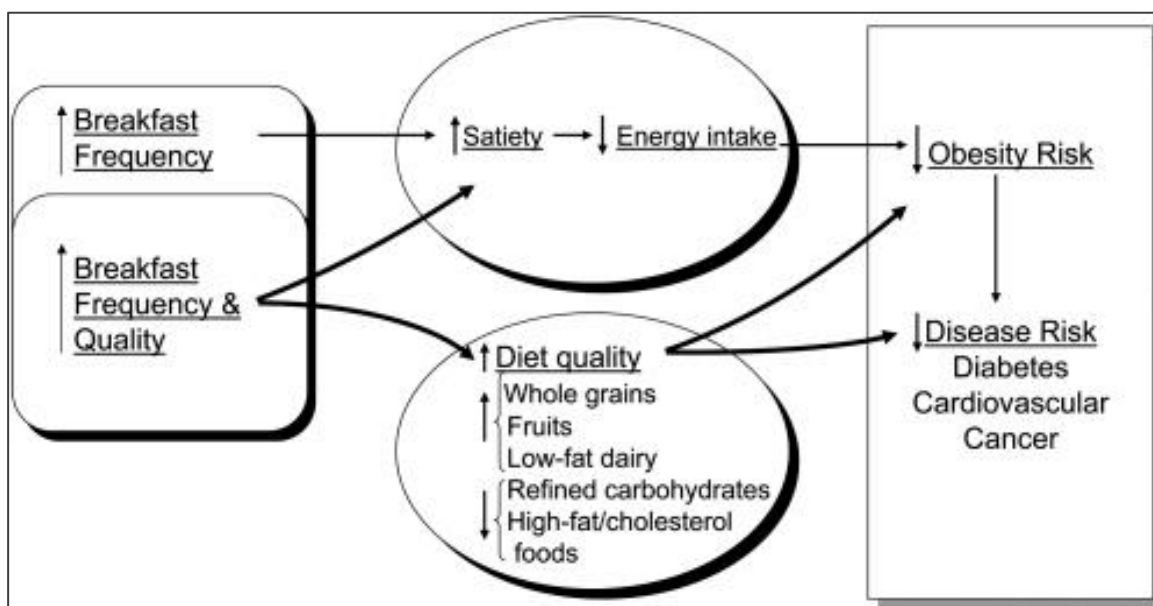 Breakfast
Frequency
Breakfast
Frequency &
Quality
Satiety
Energy intake
Diet quality
Whole grains
Fruits
Low-fat dairy
Refined carbohydrates
High-fat/cholesterol
foods
Obesity Risk
Disease Risk
Diabetes
Cardiovascular
Cancer